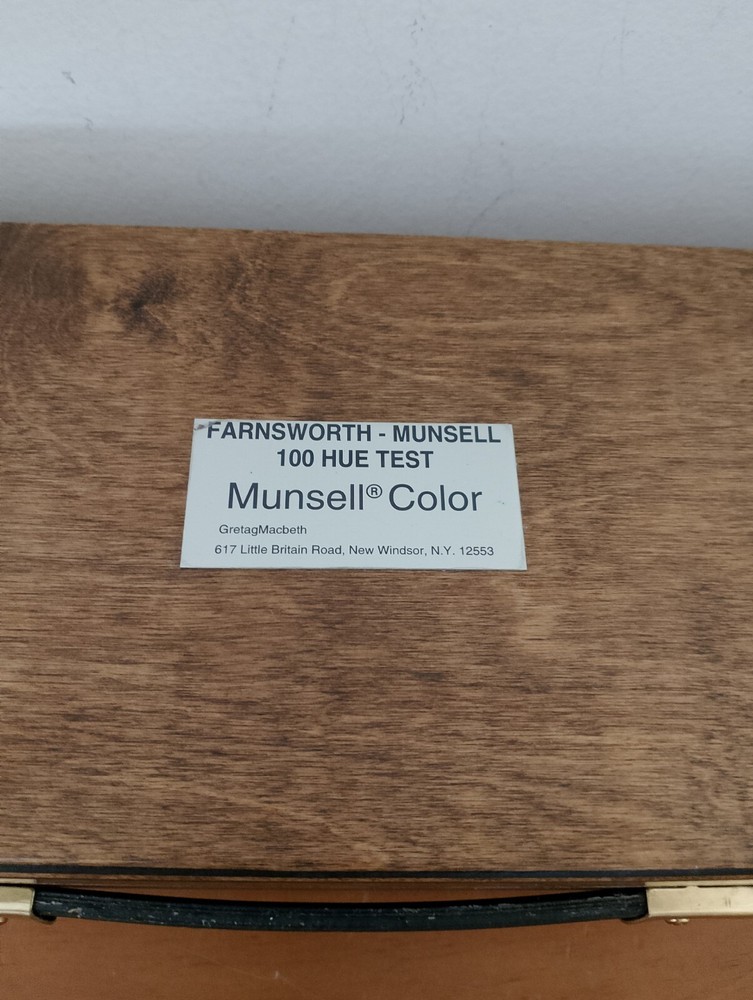 FARNSWORTH - MUNSELL
100 HUE TEST
Munsell® Color
GretagMacbeth
617 Little Britain Road, New Windsor, N.Y. 12553